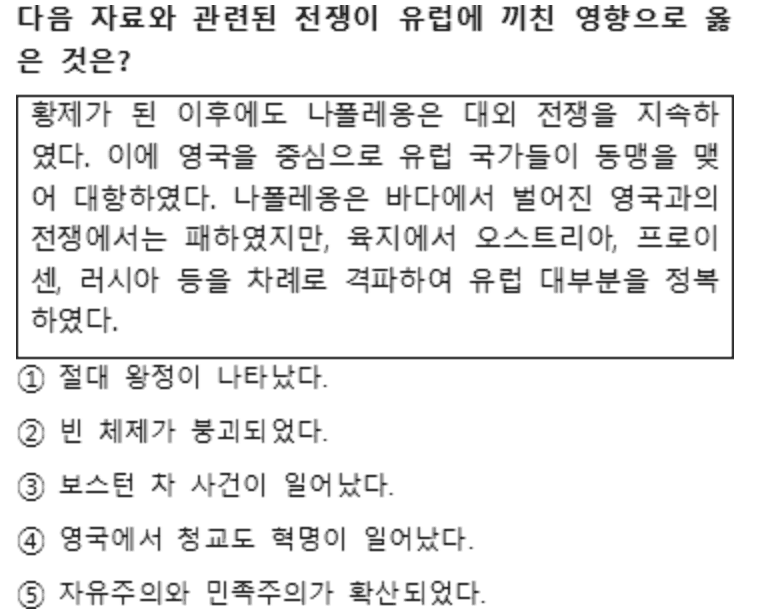 다음 자료와 관련된 전쟁이 유럽에 끼친 영향으로 옳
은 것은?
황제가 된 이후에도 나폴레옹은 대외 전쟁을 지속하
였다. 이에 영국을 중심으로 유럽 국가들이 동맹을 맺
어 대항하였다. 나폴레옹은 바다에서 벌어진 영국과의
전쟁에서는 패하였지만, 육지에서 오스트리아, 프로이
센, 러시아 등을 차례로 격파하여 유럽 대부분을 정복
하였다.
① 절대 왕정이 나타났다.
② 빈 체제가 붕괴되었다.
③ 보스턴 차 사건이 일어났다.
④ 영국에서 청교도 혁명이 일어났다.
⑤ 자유주의와 민족주의가 확산되었다.